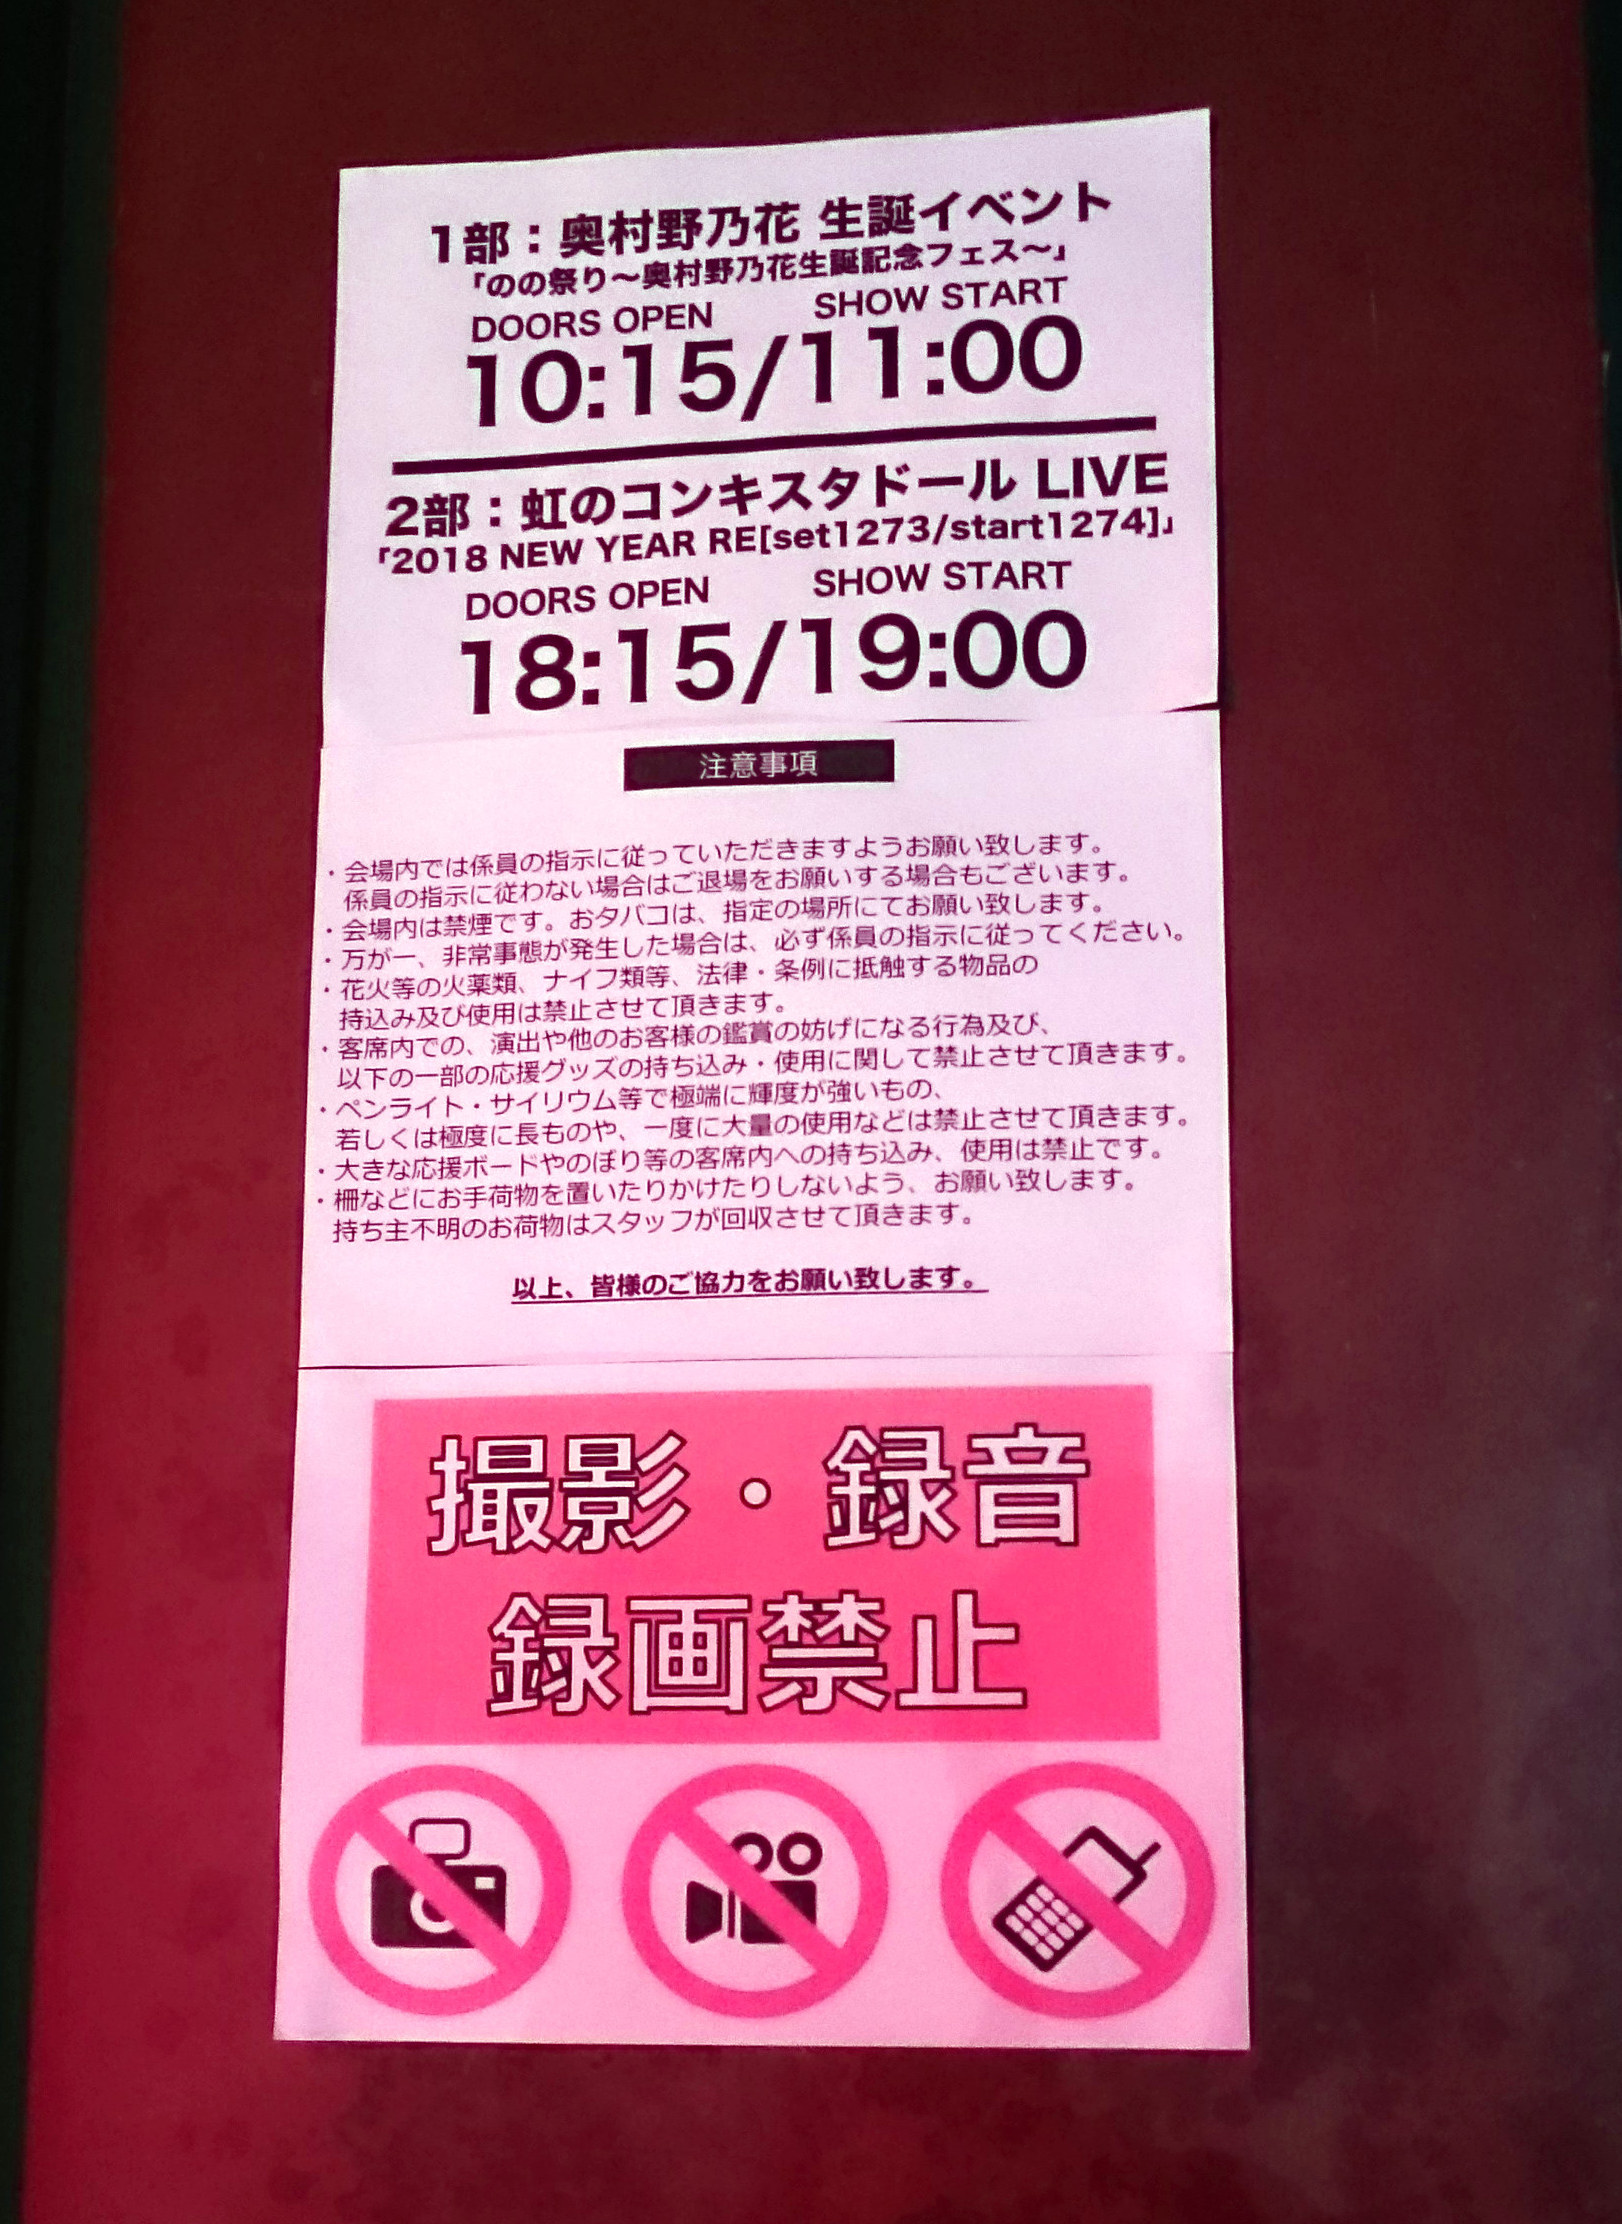 1部：奥村野乃花 生誕イベント
「のの祭り〜奥村野乃花生誕記念フェス〜」
DOORS OPEN SHOW START
10:15/11:00
2部：虹のコンキスタドール LIVE
「2018 NEW YEAR RE[set1273/start1274]」
DOORS OPEN SHOW START
18:15/19:00
注意事項
・会場内では係員の指示に従っていただきますようお願い致します。
係員の指示に従わない場合はご退場をお願いする場合もございます。
・会場内は禁煙です。おタバコは、指定の場所にてお願い致します。
・万が一、非常事態が発生した場合は、必ず係員の指示に従ってください。
・花火等の火薬類、ナイフ類等、法律・条例に抵触する物品の
持込み及び使用は禁止させて頂きます。
・客席内での、演出や他のお客様の鑑賞の妨げになる行為及び、
以下の一部の応援グッズの持ち込み・使用に関して禁止させて頂きます。
・ペンライト・サイリウム等で極端に輝度が強いもの、
若しくは極度に長ものや、一度に大量の使用などは禁止させて頂きます。
・大きな応援ボードやのぼり等の客席内への持ち込み、使用は禁止です。
・柵などにお手荷物を置いたりかけたりしないよう、お願い致します。
持ち主不明のお荷物はスタッフが回収させて頂きます。
以上、皆様のご協力をお願い致します。
撮影・録音
録画禁止